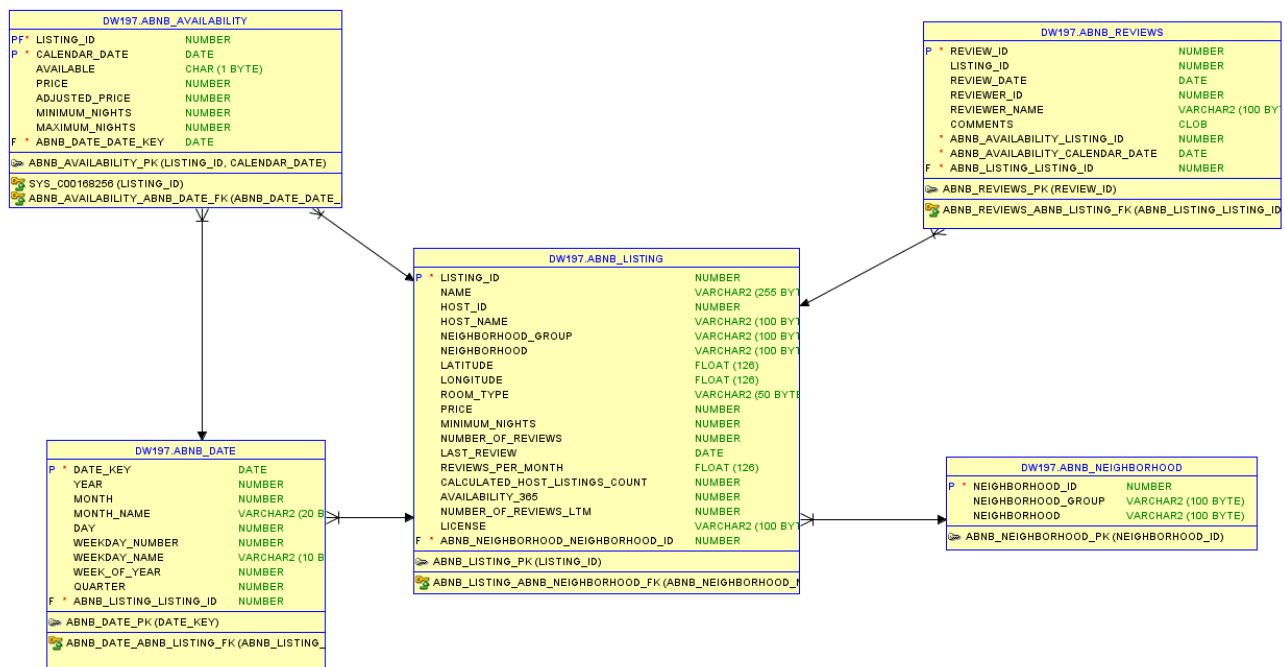 DW197.ABNB_AVAILABILITY
PF* LISTING_ID NUMBER
P * CALENDAR_DATE DATE
AVAILABLE CHAR (1 BYTE)
PRICE NUMBER
ADJUSTED_PRICE NUMBER
MINIMUM_NIGHTS NUMBER
MAXIMUM_NIGHTS NUMBER
F * ABNB_DATE_DATE_KEY DATE
ABNB_AVAILABILITY_PK (LISTING_ID, CALENDAR_DATE)
SYS_C00168256 (LISTING_ID)
ABNB_AVAILABILITY_ABNB_DATE_FK (ABNB_DATE_DATE_
DW197.ABNB_REVIEWS
P * REVIEW_ID NUMBER
LISTING_ID NUMBER
REVIEW_DATE DATE
REVIEWER_ID NUMBER
REVIEWER_NAME VARCHAR2 (100 BY
COMMENTS CLOB
* ABNB_AVAILABILITY_LISTING_ID NUMBER
* ABNB_AVAILABILITY_CALENDAR_DATE DATE
F * ABNB_LISTING_LISTING_ID NUMBER
ABNB_REVIEWS_PK (REVIEW_ID)
ABNB_REVIEWS_ABNB_LISTING_FK (ABNB_LISTING_LISTING_ID
DW197.ABNB_LISTING
P * LISTING_ID NUMBER
NAME VARCHAR2 (255 BYT
HOST_ID NUMBER
HOST_NAME VARCHAR2 (100 BYT
NEIGHBORHOOD_GROUP VARCHAR2 (100 BYT
NEIGHBORHOOD VARCHAR2 (100 BYT
LATITUDE FLOAT (126)
LONGITUDE FLOAT (126)
ROOM_TYPE VARCHAR2 (50 BYTE
PRICE NUMBER
MINIMUM_NIGHTS NUMBER
NUMBER_OF_REVIEWS NUMBER
LAST_REVIEW DATE
REVIEWS_PER_MONTH FLOAT (126)
CALCULATED_HOST_LISTINGS_COUNT NUMBER
AVAILABILITY_365 NUMBER
NUMBER_OF_REVIEWS_LTM NUMBER
LICENSE VARCHAR2 (100 BYT
F * ABNB_NEIGHBORHOOD_NEIGHBORHOOD_ID NUMBER
ABNB_LISTING_PK (LISTING_ID)
ABNB_LISTING_ABNB_NEIGHBORHOOD_FK (ABNB_NEIGHBORHOOD_N
DW197.ABNB_DATE
P * DATE_KEY DATE
YEAR NUMBER
MONTH NUMBER
MONTH_NAME VARCHAR2 (20 B
DAY NUMBER
WEEKDAY_NUMBER NUMBER
WEEKDAY_NAME VARCHAR2 (10 B
WEEK_OF_YEAR NUMBER
QUARTER NUMBER
F * ABNB_LISTING_LISTING_ID NUMBER
ABNB_DATE_PK (DATE_KEY)
ABNB_DATE_ABNB_LISTING_FK (ABNB_LISTING_
DW197.ABNB_NEIGHBORHOOD
P * NEIGHBORHOOD_ID NUMBER
NEIGHBORHOOD_GROUP VARCHAR2 (100 BYTE)
NEIGHBORHOOD VARCHAR2 (100 BYTE)
ABNB_NEIGHBORHOOD_PK (NEIGHBORHOOD_ID)